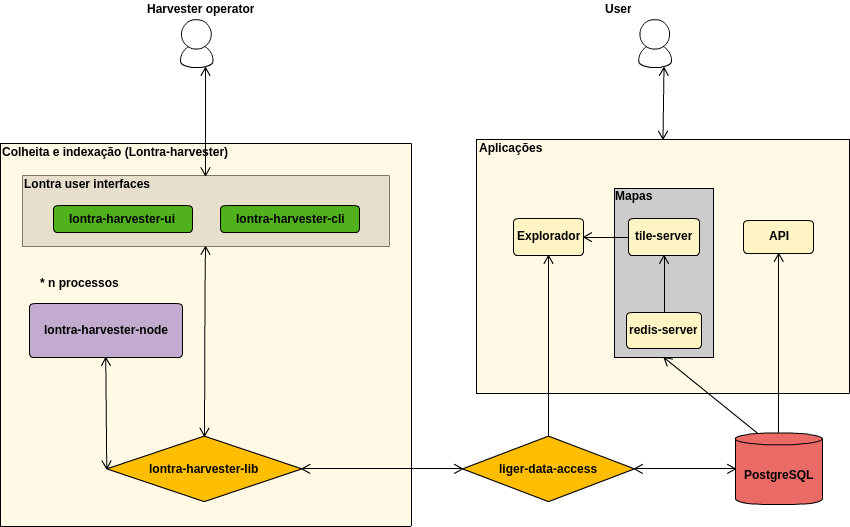 Harvester operator
User
Colheita e indexação (Lontra-harvester)
Lontra user interfaces
lontra-harvester-ui
lontra-harvester-cli
* n processos
lontra-harvester-node
lontra-harvester-lib
Aplicações
Mapas
Explorador
tile-server
API
redis-server
liger-data-access
PostgreSQL